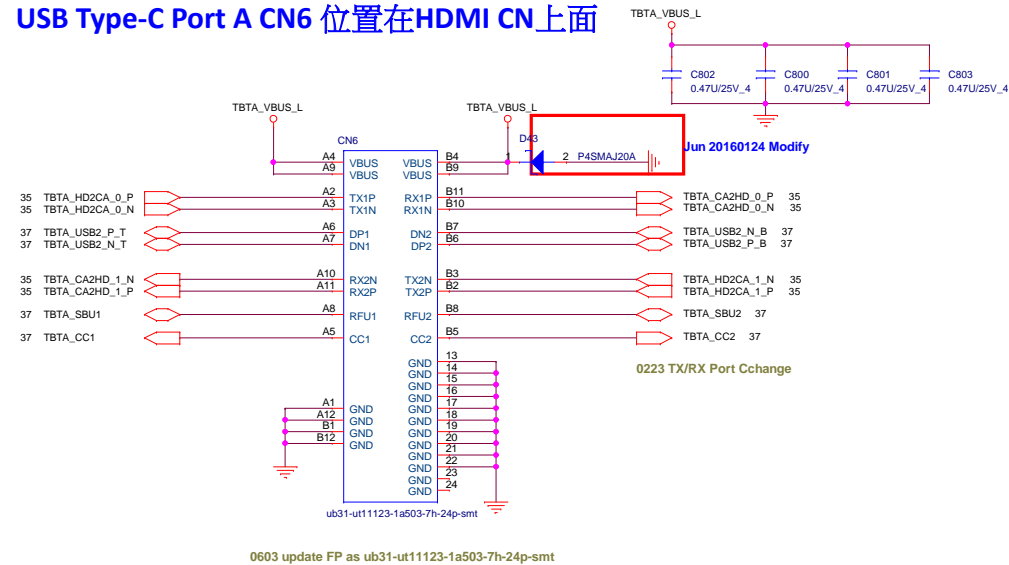 USB Type-C Port A CN6 位置在HDMI CN上面
TBTA_VBUS_L
C802
0.47U/25V_4
C800
0.47U/25V_4
C801
0.47U/25V_4
C803
0.47U/25V_4
TBTA_VBUS_L
TBTA_VBUS_L
CN6
D43
1
2 P4SMAJ20A
Jun 20160124 Modify
A4 VBUS VBUS B4
A9 VBUS VBUS B9
35 TBTA_HD2CA_0_P A2 TX1P RX1P B11 TBTA_CA2HD_0_P 35
35 TBTA_HD2CA_0_N A3 TX1N RX1N B10 TBTA_CA2HD_0_N 35
37 TBTA_USB2_P_T A6 DP1 DN2 B7 TBTA_USB2_N_B 37
37 TBTA_USB2_N_T A7 DN1 DP2 B6 TBTA_USB2_P_B 37
35 TBTA_CA2HD_1_N A10 RX2N TX2N B3 TBTA_HD2CA_1_N 35
35 TBTA_CA2HD_1_P A11 RX2P TX2P B2 TBTA_HD2CA_1_P 35
37 TBTA_SBU1 A8 RFU1 RFU2 B8 TBTA_SBU2 37
37 TBTA_CC1 A5 CC1 CC2 B5 TBTA_CC2 37
GND 13
GND 14
GND 15
GND 16
A1 GND GND 17
A12 GND GND 18
B1 GND GND 19
B12 GND GND 20
GND 21
GND 22
GND 23
GND 24
0223 TX/RX Port Cchange
ub31-ut11123-1a503-7h-24p-smt
0603 update FP as ub31-ut11123-1a503-7h-24p-smt